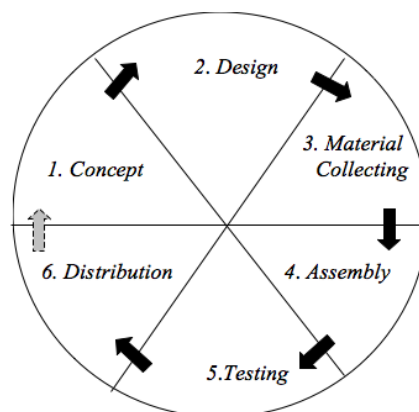 1. Concept
2. Design
3. Material
Collecting
4. Assembly
5.Testing
6. Distribution